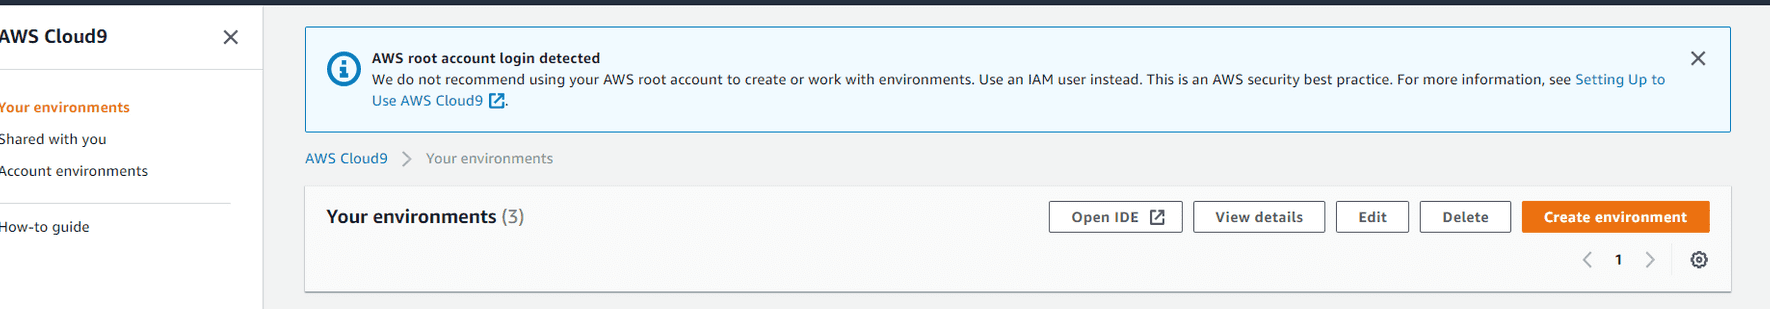 AWS Cloud9
Your environments
Shared with you
Account environments
How-to guide
AWS root account login detected
We do not recommend using your AWS root account to create or work with environments. Use an IAM user instead. This is an AWS security best practice. For more information, see Setting Up to
Use AWS Cloud9.
AWS Cloud9 > Your environments
Your environments (3)
Open IDE View details Edit Delete Create environment
1